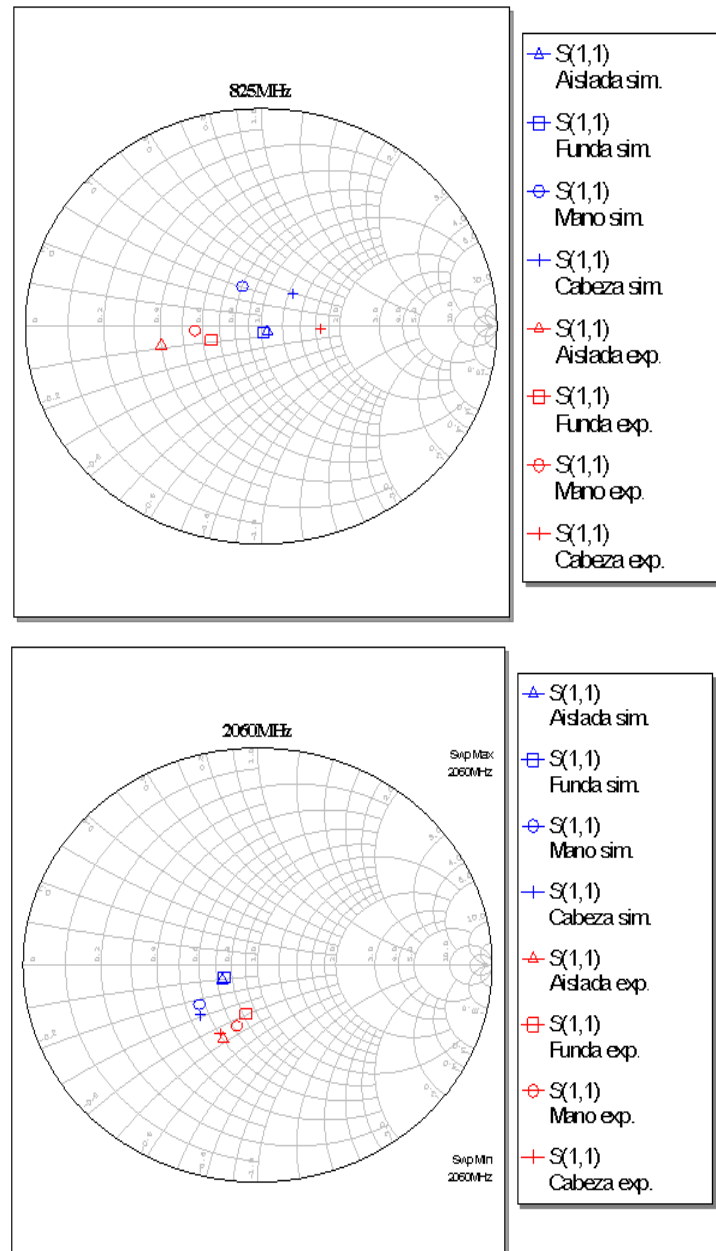 825MHz
S(1,1)
Aislada sim.
S(1,1)
Funda sim.
S(1,1)
Mano sim.
S(1,1)
Cabeza sim.
S(1,1)
Aislada exp.
S(1,1)
Funda exp.
S(1,1)
Mano exp.
S(1,1)
Cabeza exp.
2060MHz
Swp Max
2060MHz
Swp Min
2060MHz
S(1,1)
Aislada sim.
S(1,1)
Funda sim.
S(1,1)
Mano sim.
S(1,1)
Cabeza sim.
S(1,1)
Aislada exp.
S(1,1)
Funda exp.
S(1,1)
Mano exp.
S(1,1)
Cabeza exp.